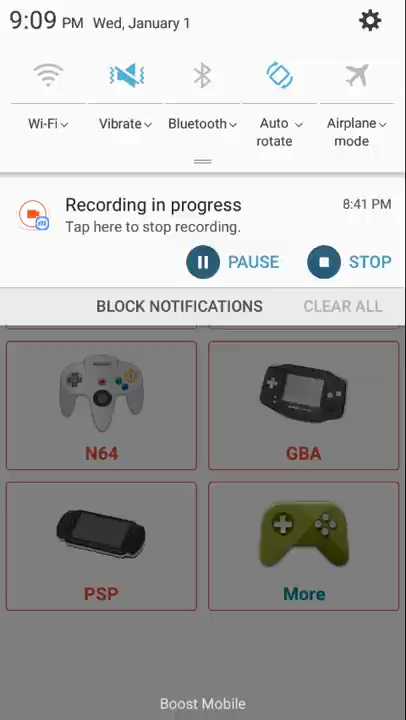 9:09 PM Wed, January 1
Wi-Fi Vibrate Bluetooth Auto rotate Airplane mode
Recording in progress 8:41 PM
Tap here to stop recording.
PAUSE STOP
BLOCK NOTIFICATIONS CLEAR ALL
N64 GBA
PSP More
Boost Mobile